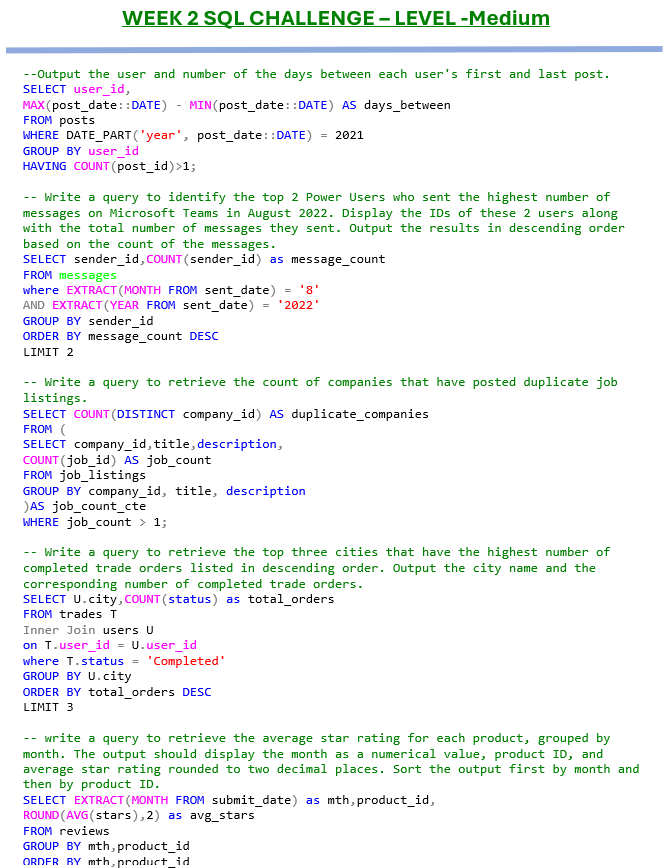 WEEK 2 SQL CHALLENGE – LEVEL -Medium
--Output the user and number of the days between each user's first and last post.
SELECT user_id,
MAX(post_date::DATE) - MIN(post_date::DATE) AS days_between
FROM posts
WHERE DATE_PART('year', post_date::DATE) = 2021
GROUP BY user_id
HAVING COUNT(post_id)>1;
-- Write a query to identify the top 2 Power Users who sent the highest number of
messages on Microsoft Teams in August 2022. Display the IDs of these 2 users along
with the total number of messages they sent. Output the results in descending order
based on the count of the messages.
SELECT sender_id,COUNT(sender_id) as message_count
FROM messages
where EXTRACT(MONTH FROM sent_date) = '8'
AND EXTRACT(YEAR FROM sent_date) = '2022'
GROUP BY sender_id
ORDER BY message_count DESC
LIMIT 2
-- Write a query to retrieve the count of companies that have posted duplicate job
listings.
SELECT COUNT(DISTINCT company_id) AS duplicate_companies
FROM (
SELECT company_id,title,description,
COUNT(job_id) AS job_count
FROM job_listings
GROUP BY company_id, title, description
)AS job_count_cte
WHERE job_count > 1;
-- Write a query to retrieve the top three cities that have the highest number of
completed trade orders listed in descending order. Output the city name and the
corresponding number of completed trade orders.
SELECT U.city,COUNT(status) as total_orders
FROM trades T
Inner Join users U
on T.user_id = U.user_id
where T.status = 'Completed'
GROUP BY U.city
ORDER BY total_orders DESC
LIMIT 3
-- write a query to retrieve the average star rating for each product, grouped by
month. The output should display the month as a numerical value, product ID, and
average star rating rounded to two decimal places. Sort the output first by month and
then by product ID.
SELECT EXTRACT(MONTH FROM submit_date) as mth,product_id,
ROUND(AVG(stars),2) as avg_stars
FROM reviews
GROUP BY mth,product_id
ORDER BY mth,product_id